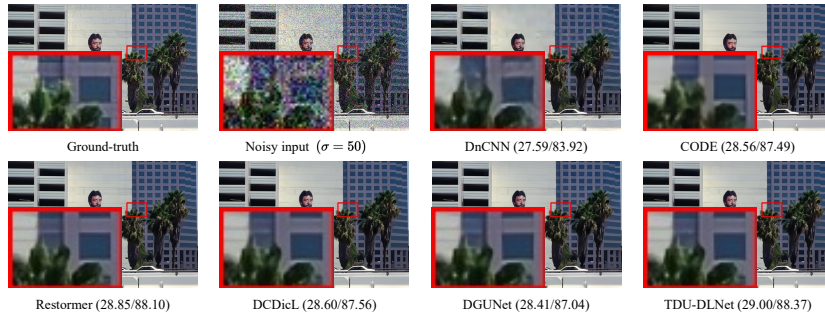 Ground-truth
Noisy input (σ = 50)
DnCNN (27.59/83.92)
CODE (28.56/87.49)
Restormer (28.85/88.10)
DCDicL (28.60/87.56)
DGUNet (28.41/87.04)
TDU-DLNet (29.00/88.37)